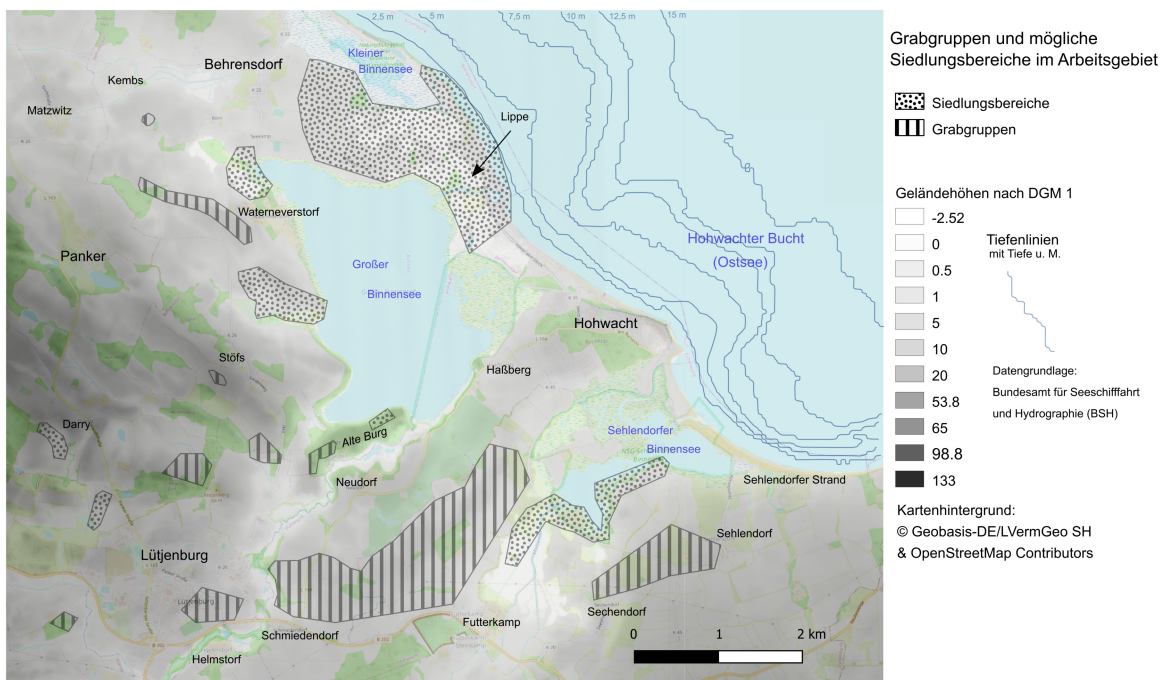 2,5 m
5 m
10 m
12,5 m
15 m
Grabgruppen und mögliche
Siedlungsbereiche im Arbeitsgebiet
Siedlungsbereiche
Grabgruppen
Geländehöhen nach DGM 1
-2.52
0
0.5
1
5
10
20
53.8
65
98.8
133
Tiefenlinien
mit Tiefe u. M.
Datengrundlage:
Bundesamt für Seeschifffahrt
und Hydrographie (BSH)
Kartenhintergrund:
© Geobasis-DE/LVermGeo SH
& OpenStreetMap Contributors
Kleiner
Binnensee
Behrensdorf
Kembs
Matzwitz
Lippe
Waterneverstorf
Panker
Großer
Binnensee
Hohwachter Bucht
(Ostsee)
Hohwacht
Stöfs
Haßberg
Darry
Alte Burg
Sehlendorfer
Binnensee
Neudorf
Sehlendorfer Strand
Sehlendorf
Lütjenburg
Sechendorf
Futterkamp
Schmiedendorf
Helmstorf
0
1
2 km